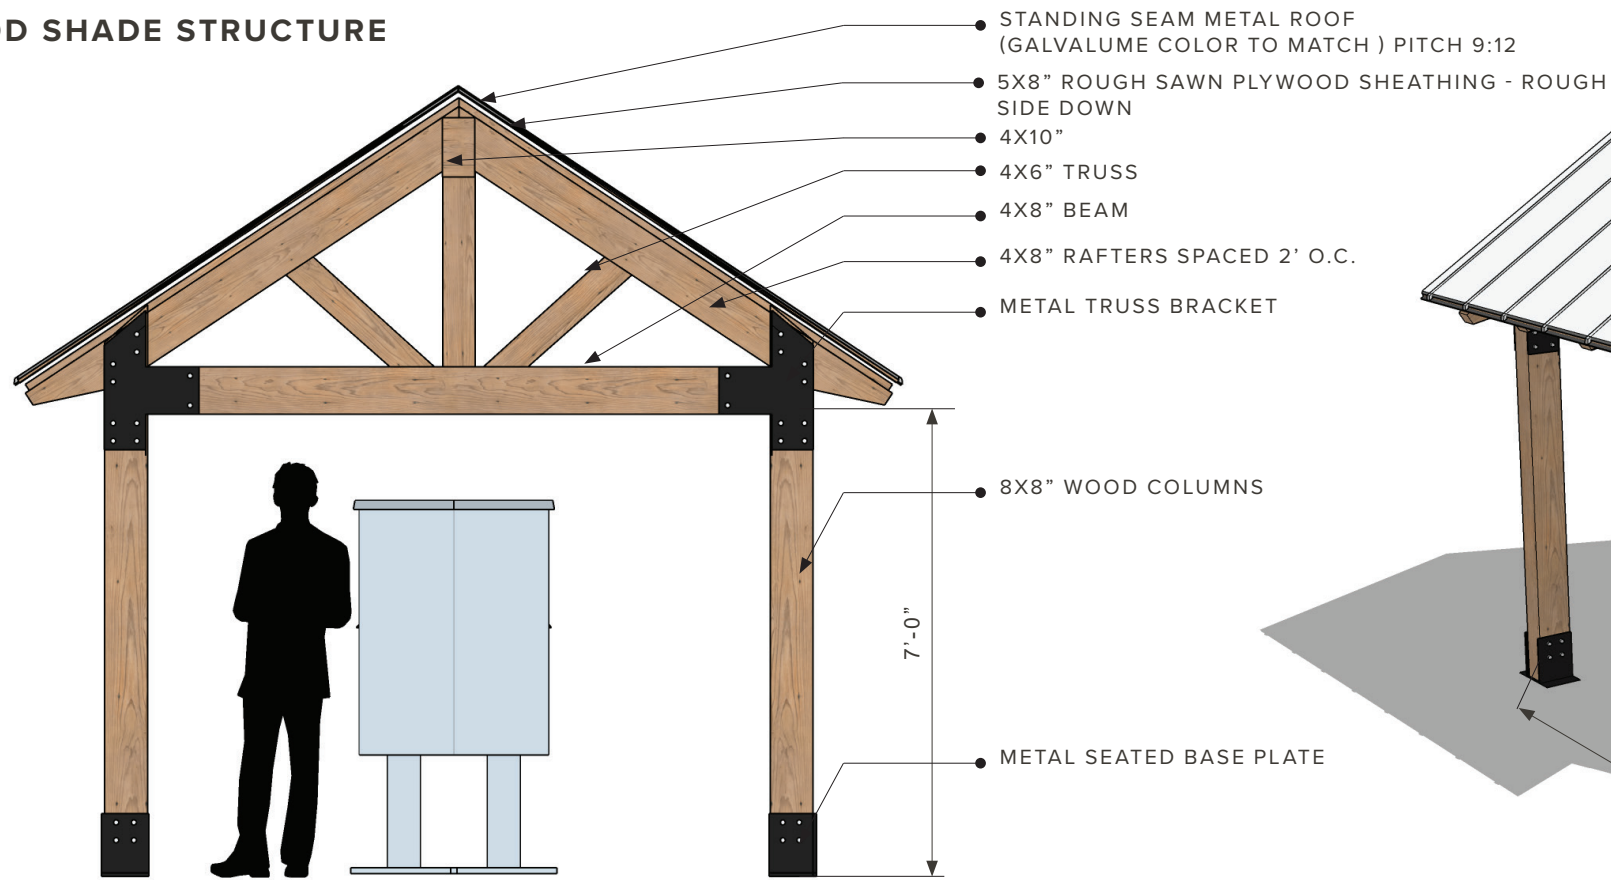 OD SHADE STRUCTURE
STANDING SEAM METAL ROOF
(GALVALUME COLOR TO MATCH ) PITCH 9:12
5X8” ROUGH SAWN PLYWOOD SHEATHING - ROUGH
SIDE DOWN
4X10”
4X6” TRUSS
4X8” BEAM
4X8” RAFTERS SPACED 2’ O.C.
METAL TRUSS BRACKET
8X8” WOOD COLUMNS
7’-0”
METAL SEATED BASE PLATE